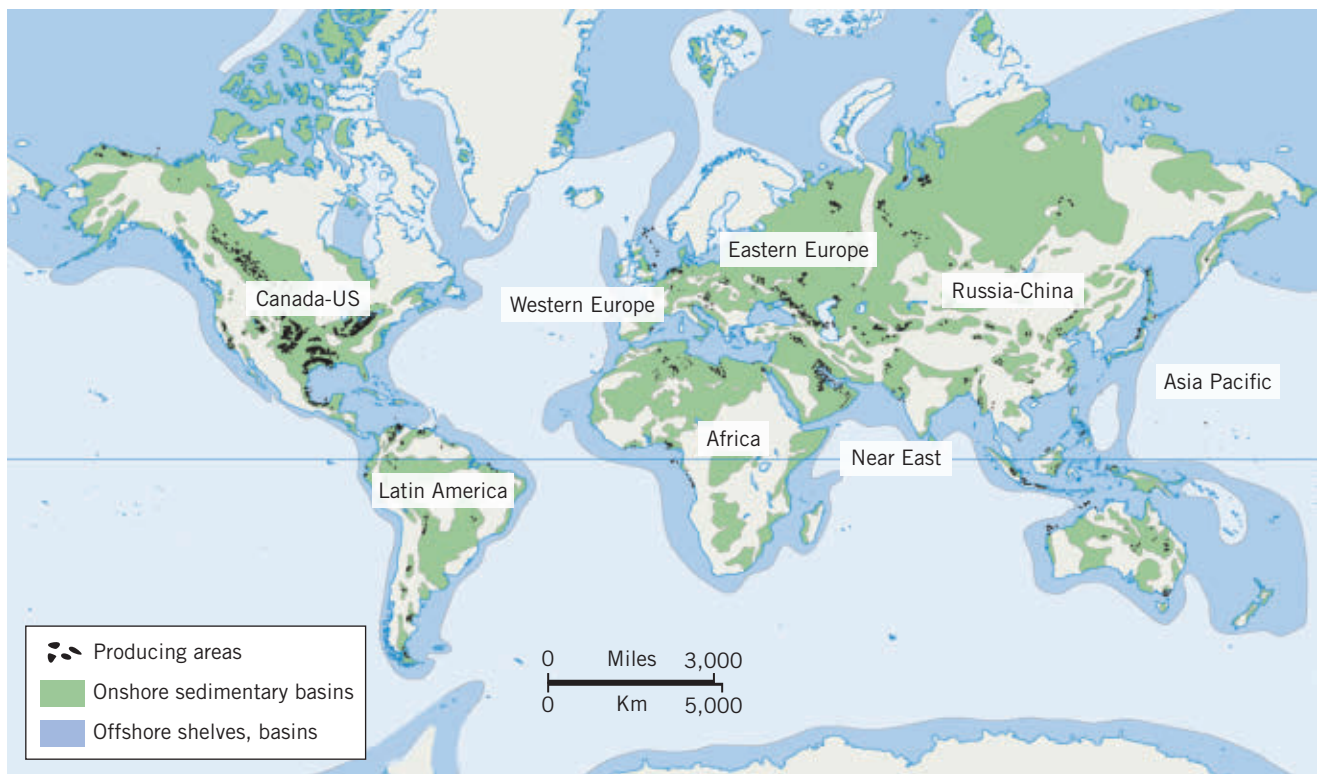 Eastern Europe
Canada-US
Western Europe
Russia-China
Asia Pacific
Africa
Near East
Latin America
Producing areas
Onshore sedimentary basins
Offshore shelves, basins
0 Miles 3,000
0 Km 5,000